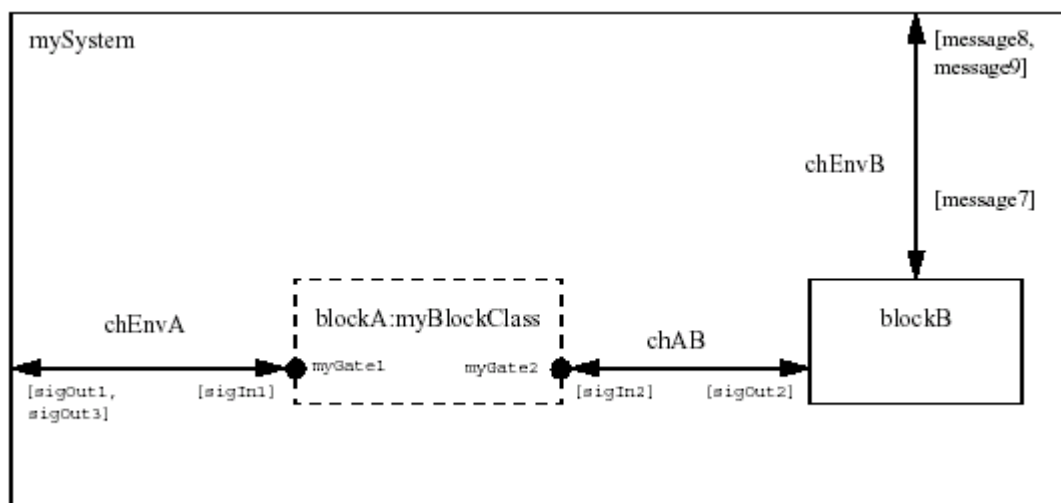 mySystem
[message8,
message9]
chEnvB
[message7]
chEnvA
blockA:myBlockClass
chAB
blockB
myGate1
myGate2
[sigOut1,
sigOut3]
[sigIn1]
[sigIn2]
[sigOut2]